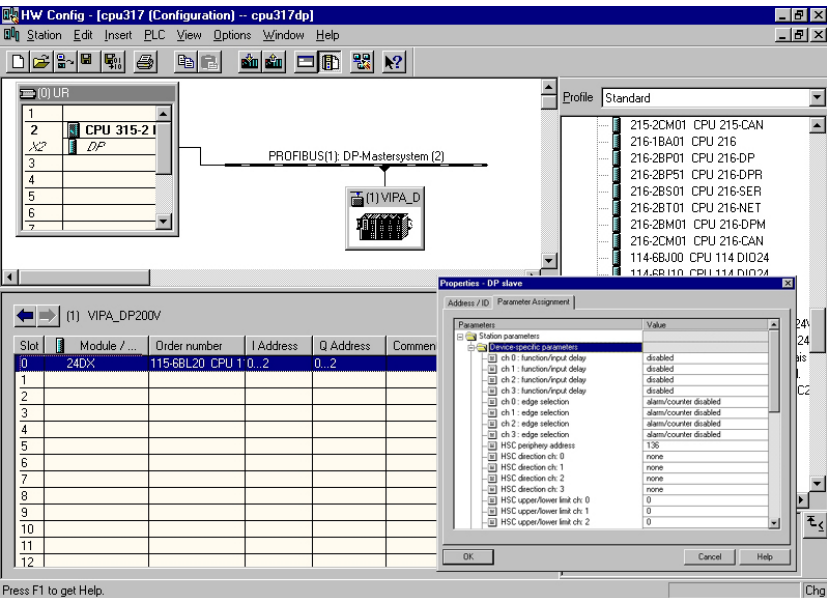 HW Config - [cpu317 (Configuration) -- cpu317dp]
Station Edit Insert PLC View Options Window Help
(0) UR
1
2 CPU 315-2
X2 DP
3
4
5
6
7
PROFIBUS(1): DP-Mastersystem (2)
(1) VIPA_D
Profile Standard
215-2CM01 CPU 215-CAN
216-1BA01 CPU 216
216-2BP01 CPU 216-DP
216-2BP51 CPU 216-DPR
216-2BS01 CPU 216-SER
216-2BT01 CPU 216-NET
216-2BM01 CPU 216-DPM
216-2CM01 CPU 216-CAN
114-6BJ00 CPU 114 DIO24
114-6BJ10 CPU 114 DIO24
(1) VIPA_DP200V
Slot Module / ... Order number I Address Q Address Commen
0 24DX 115-6BL20 CPU 1 0...2 0...2
1
2
3
4
5
6
7
8
9
10
11
12
Properties - DP slave
Address / ID Parameter Assignment
Parameters Value
Station parameters
Device-specific parameters
ch 0 : function/input delay disabled
ch 1 : function/input delay disabled
ch 2 : function/input delay disabled
ch 3 : function/input delay disabled
ch 0 : edge selection alarm/counter disabled
ch 1 : edge selection alarm/counter disabled
ch 2 : edge selection alarm/counter disabled
ch 3 : edge selection alarm/counter disabled
HSC periphery address 136
HSC direction ch: 0 none
HSC direction ch: 1 none
HSC direction ch: 2 none
HSC direction ch: 3 none
HSC upper/lower limit ch: 0 0
HSC upper/lower limit ch: 1 0
HSC upper/lower limit ch: 2 0
OK Cancel Help
Press F1 to get Help. Chg